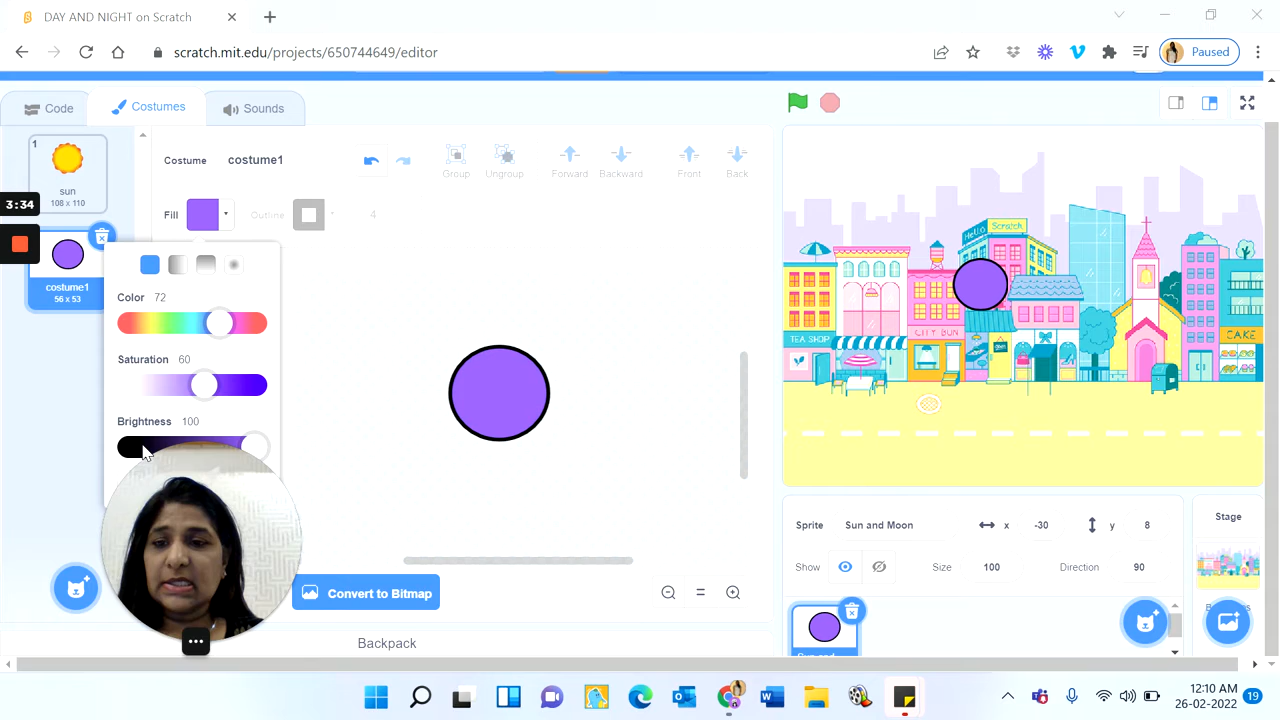 DAY AND NIGHT on Scratch
scratch.mit.edu/projects/650744649/editor
Paused
Code
Costumes
Sounds
1
sun
108 x 110
3:34
costume1
56 x 53
Costume
costume1
Group
Ungroup
Forward
Backward
Front
Back
Fill
Outline
4
Color 72
Saturation 60
Brightness 100
Convert to Bitmap
Backpack
Hello
Scratch
TEA SHOP
CITY BUN
CAKE
Sprite
Sun and Moon
x
-30
y
8
Show
Size
100
Direction
90
Stage
12:10 AM
26-02-2022
19